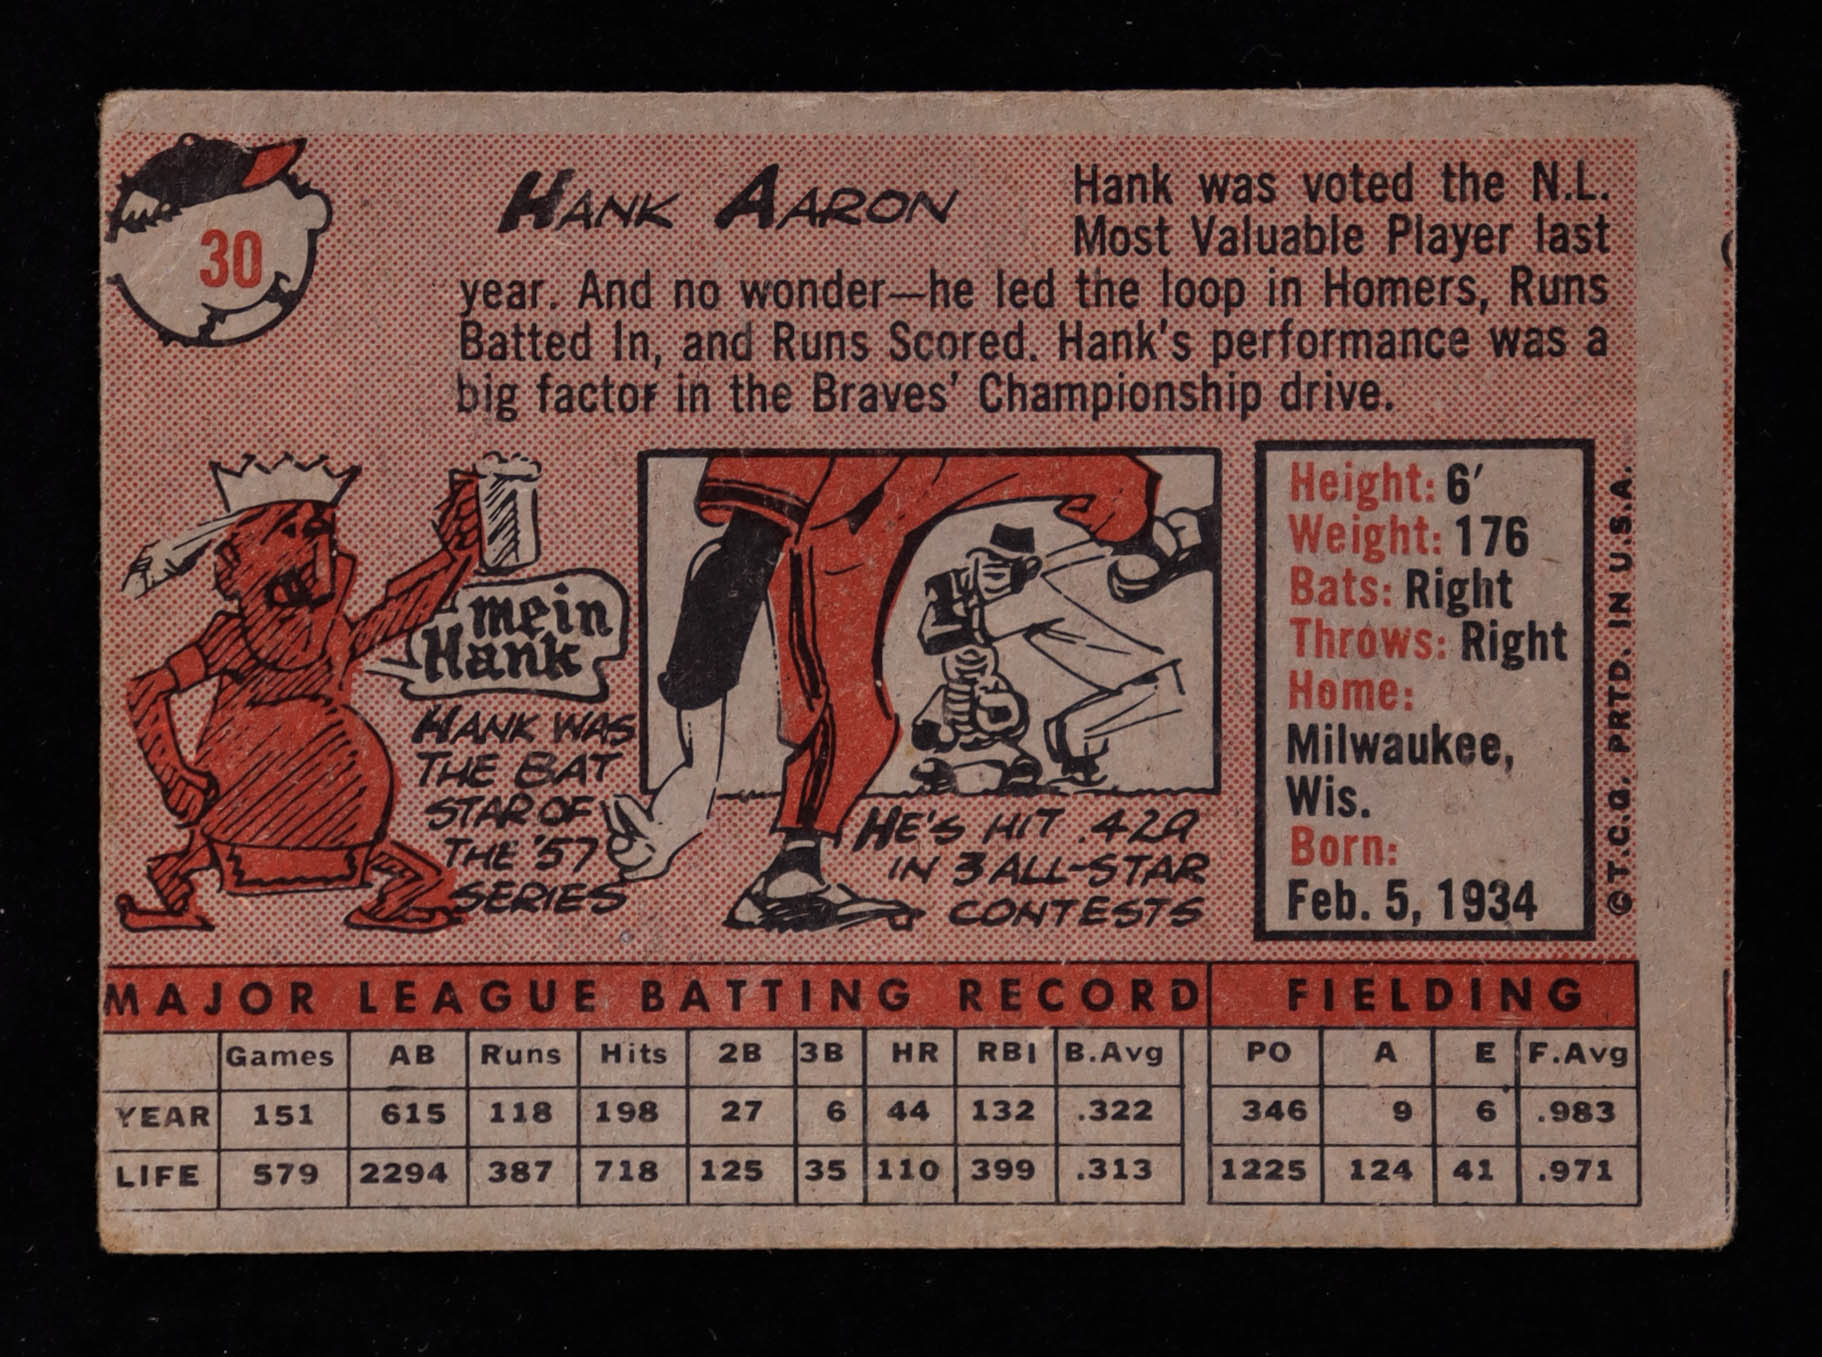 30
HANK AARON
Hank was voted the N.L.
Most Valuable Player last
year. And no wonder—he led the loop in Homers, Runs
Batted In, and Runs Scored. Hank's performance was a
big factor in the Braves' Championship drive.
mein
Hank
HANK WAS
THE BAT
STAR OF
THE '57
SERIES
HE'S HIT .429
IN 3 ALL-STAR
CONTESTS
Height: 6'
Weight: 176
Bats: Right
Throws: Right
Home:
Milwaukee,
Wis.
Born:
Feb. 5, 1934
©T.C.G. PRTD. IN U.S.A.
MAJOR LEAGUE BATTING RECORD FIELDING
Games AB Runs Hits 2B 3B HR RBI B.Avg PO A E F.Avg
YEAR 151 615 118 198 27 6 44 132 .322 346 9 6 .983
LIFE 579 2294 387 718 125 35 110 399 .313 1225 124 41 .971